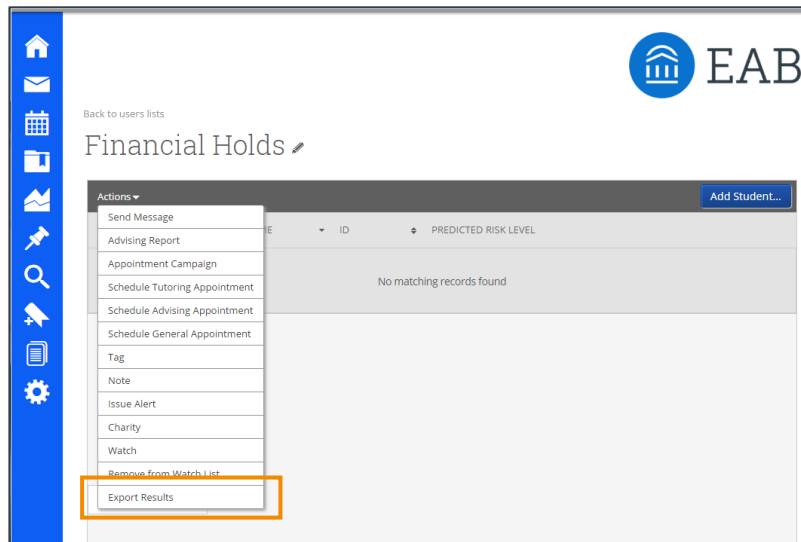 EAB
Back to users lists
Financial Holds
Actions
Add Student...
ID
PREDICTED RISK LEVEL
No matching records found
Send Message
Advising Report
Appointment Campaign
Schedule Tutoring Appointment
Schedule Advising Appointment
Schedule General Appointment
Tag
Note
Issue Alert
Charity
Watch
Remove from Watch List
Export Results